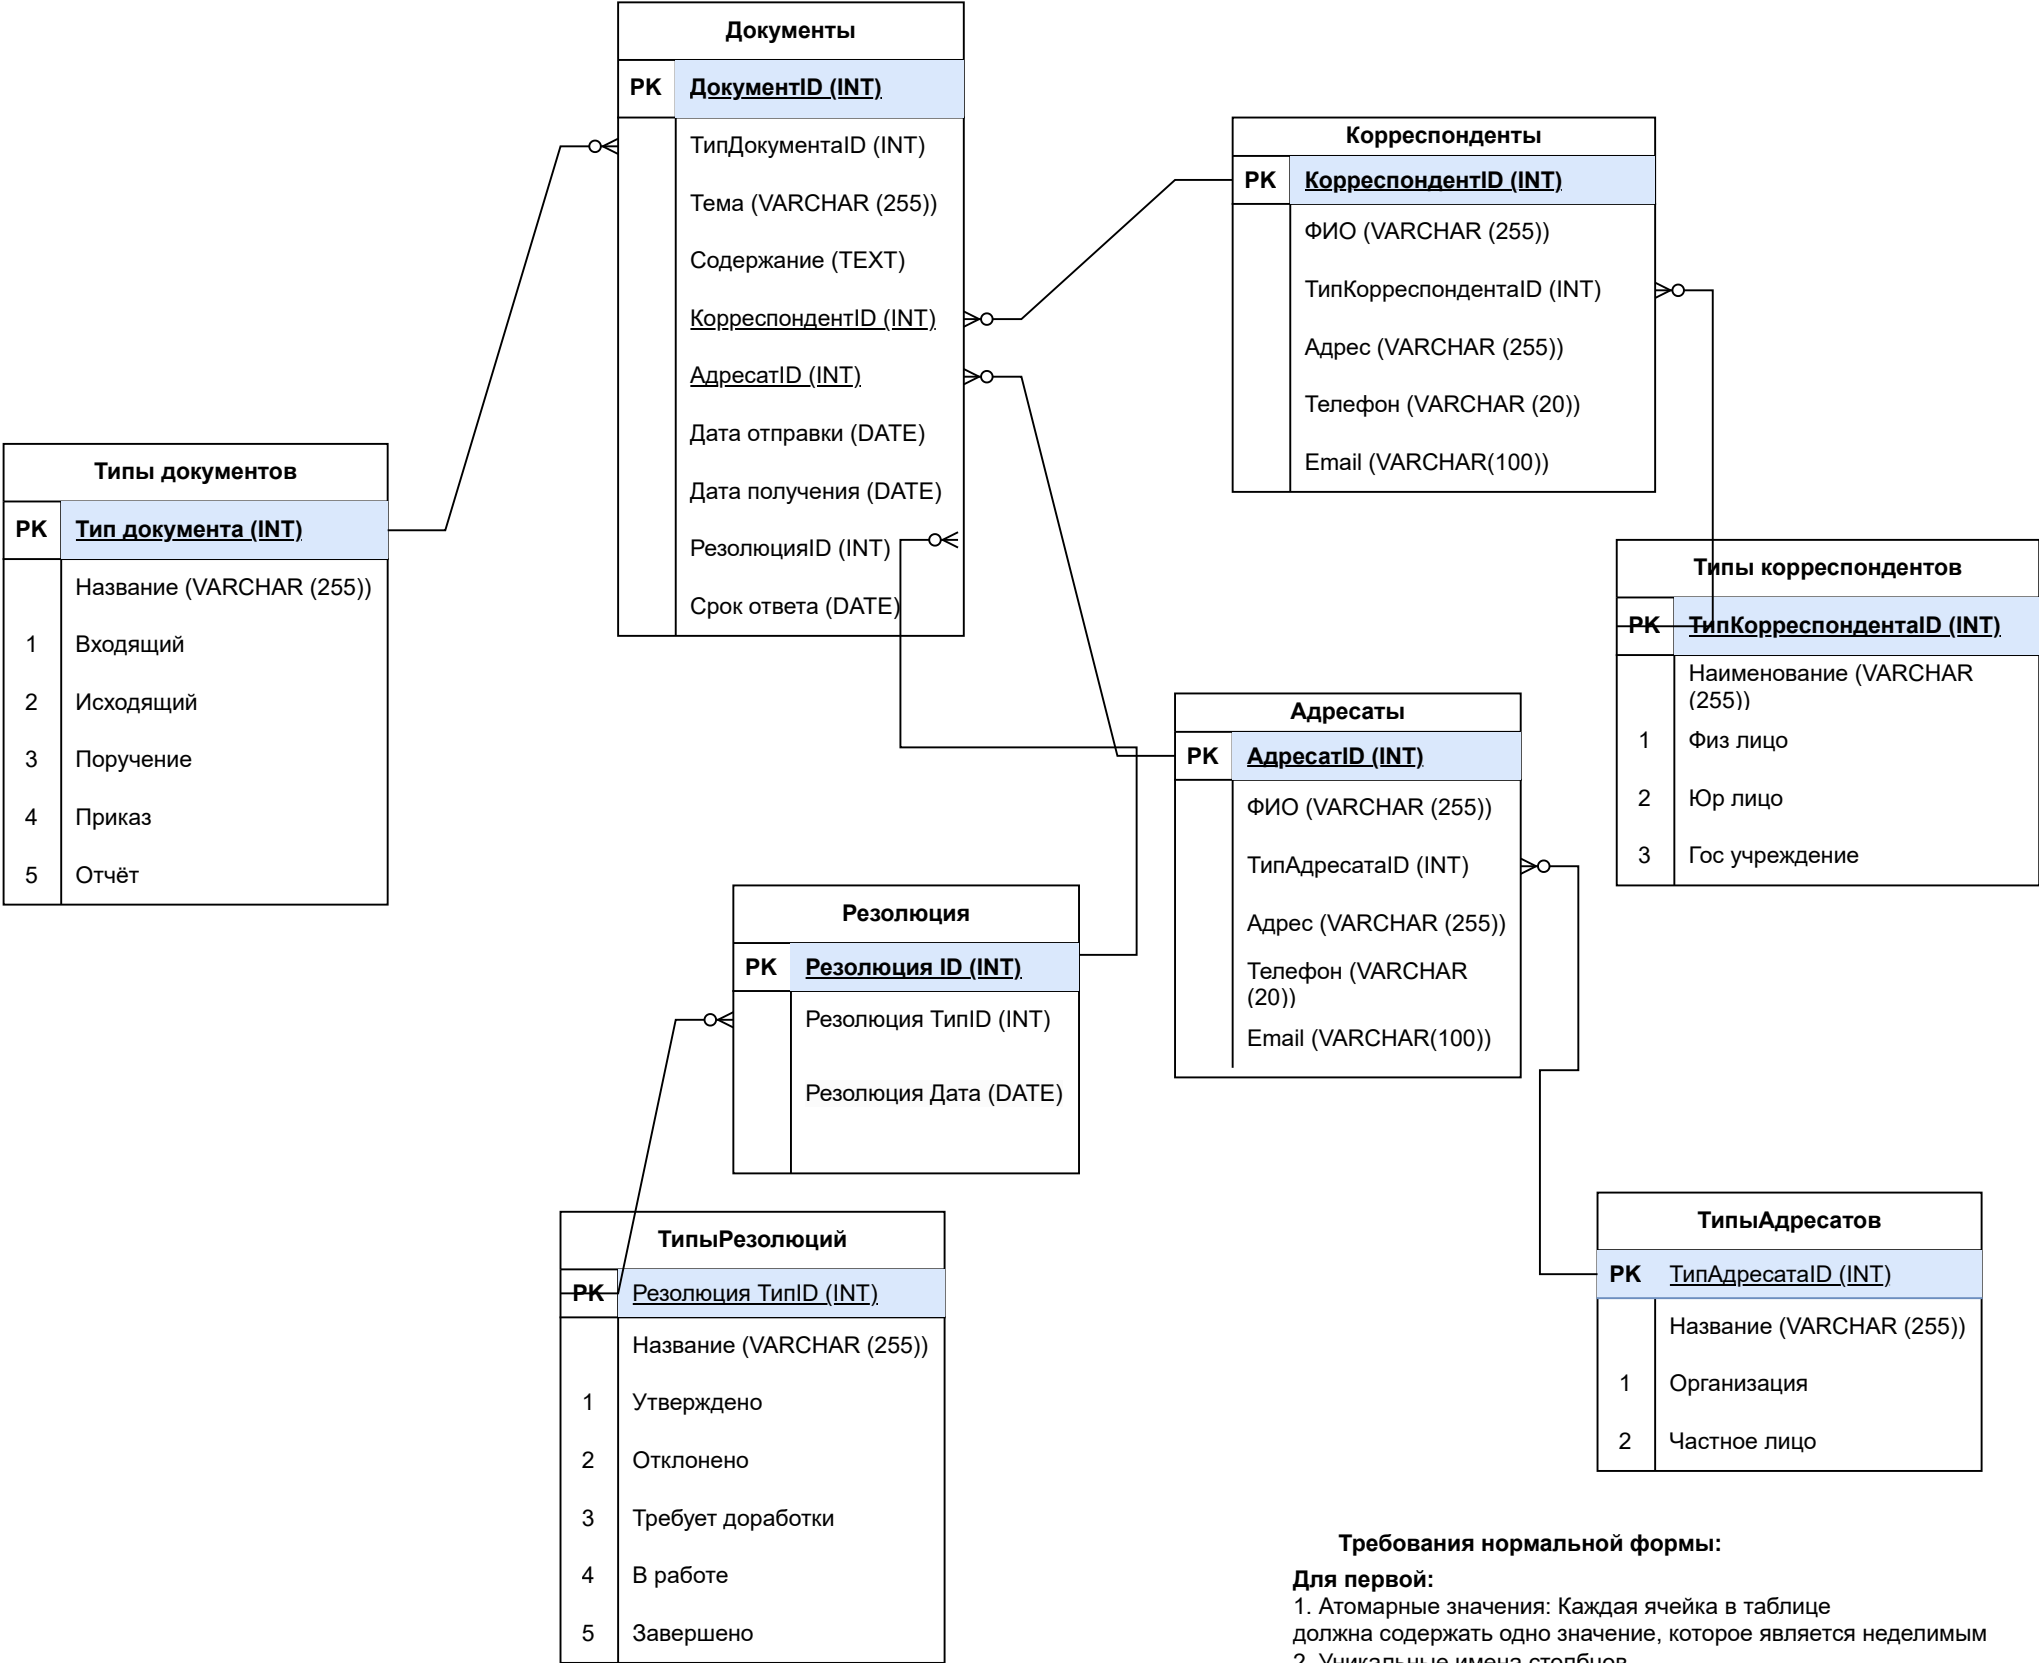 Документы
PK ДокументID (INT)
ТипДокументаID (INT)
Тема (VARCHAR (255))
Содержание (TEXT)
КорреспондентID (INT)
АдресатID (INT)
Дата отправки (DATE)
Дата получения (DATE)
РезолюцияID (INT)
Срок ответа (DATE)
Корреспонденты
PK КорреспондентID (INT)
ФИО (VARCHAR (255))
ТипКорреспондентаID (INT)
Адрес (VARCHAR (255))
Телефон (VARCHAR (20))
Email (VARCHAR(100))
Типы документов
PK Тип документа (INT)
Название (VARCHAR (255))
1 Входящий
2 Исходящий
3 Поручение
4 Приказ
5 Отчёт
Типы корреспондентов
PK ТипКорреспондентаID (INT)
Наименование (VARCHAR
(255))
1 Физ лицо
2 Юр лицо
3 Гос учреждение
Адресаты
PK АдресатID (INT)
ФИО (VARCHAR (255))
ТипАдресатаID (INT)
Адрес (VARCHAR (255))
Телефон (VARCHAR
(20))
Email (VARCHAR(100))
Резолюция
PK Резолюция ID (INT)
Резолюция ТипID (INT)
Резолюция Дата (DATE)
ТипыРезолюций
PK Резолюция ТипID (INT)
Название (VARCHAR (255))
1 Утверждено
2 Отклонено
3 Требует доработки
4 В работе
5 Завершено
ТипыАдресатов
PK ТипАдресатаID (INT)
Название (VARCHAR (255))
1 Организация
2 Частное лицо
Требования нормальной формы:
Для первой:
1. Атомарные значения: Каждая ячейка в таблице
должна содержать одно значение, которое является неделимым
2. Уникальные имена столбцов